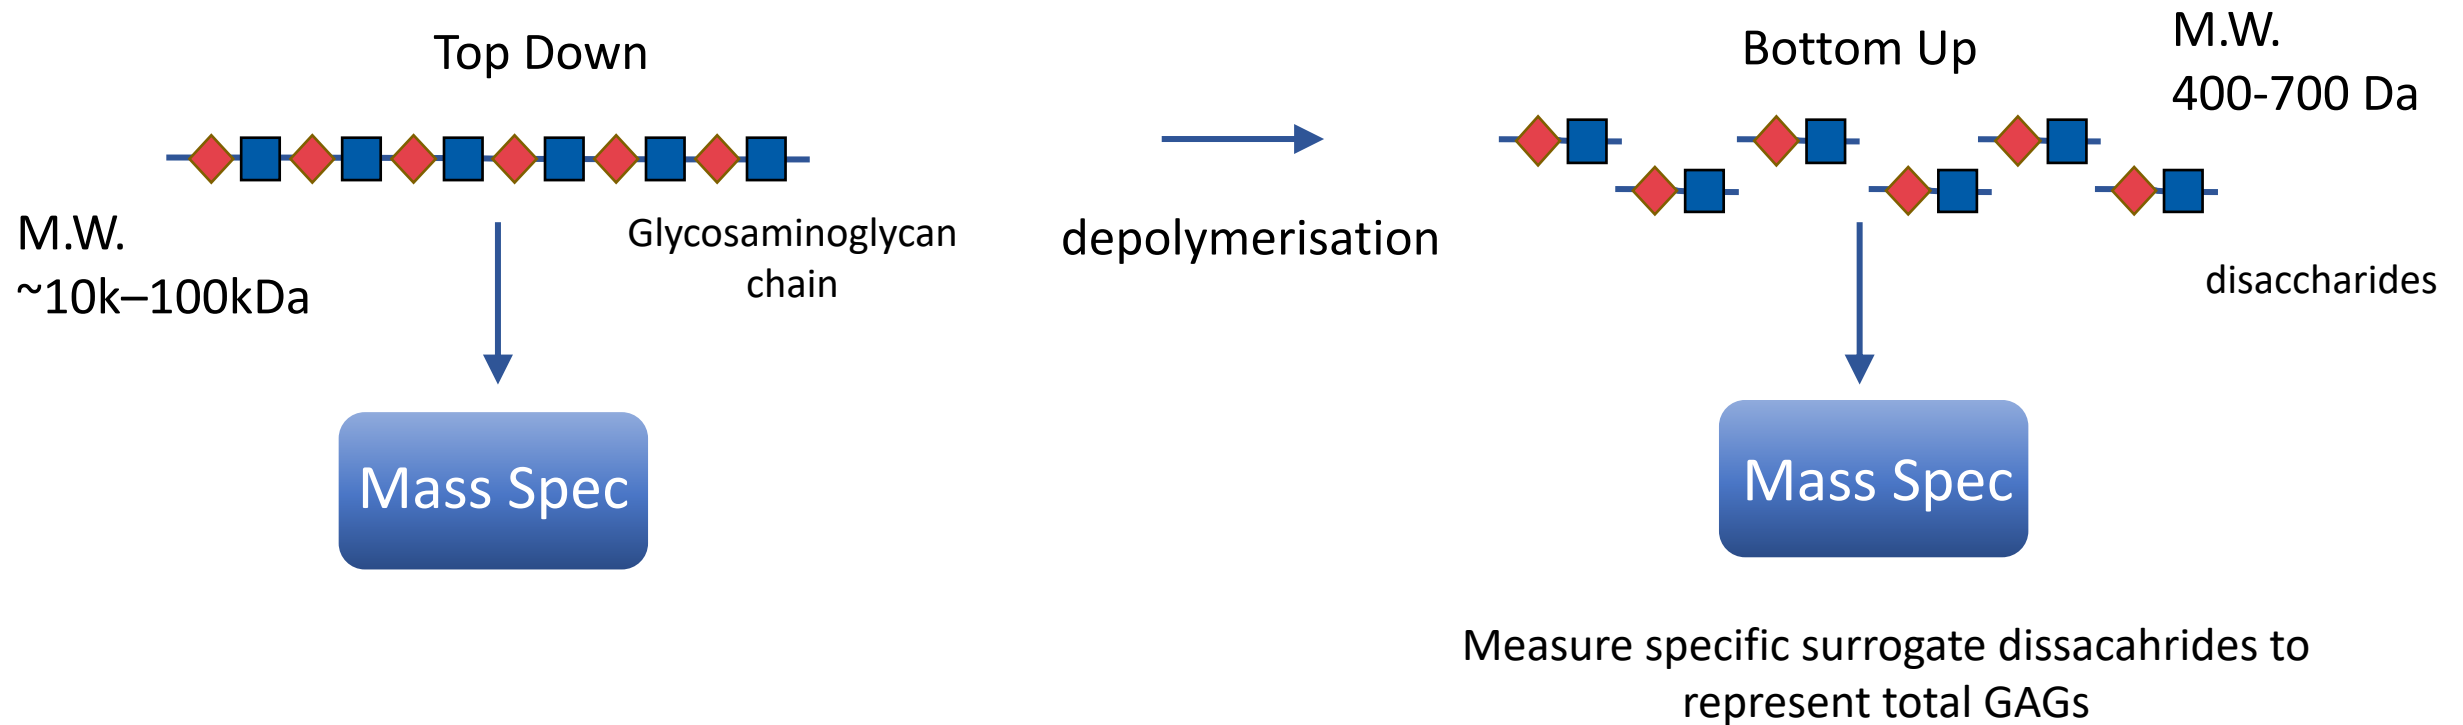 Top Down
M.W.
~10k–100kDa
Glycosaminoglycan
chain
Mass Spec
depolymerisation
Bottom Up
M.W.
400-700 Da
disaccharides
Mass Spec
Measure specific surrogate dissacahrides to
represent total GAGs